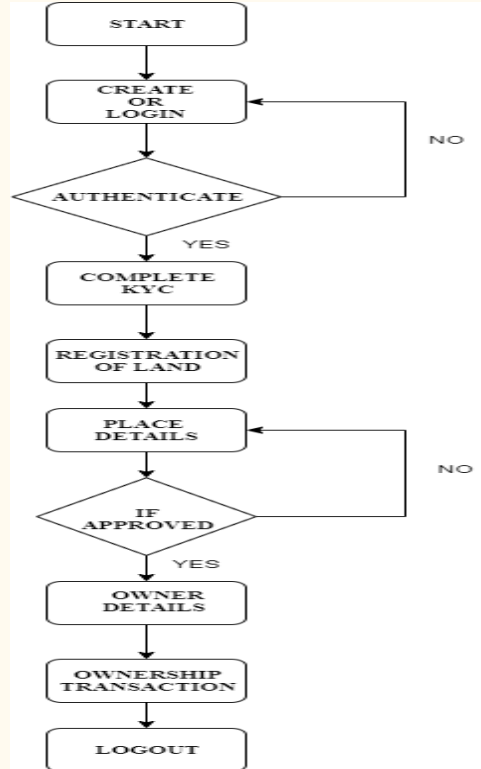 START
CREATE
OR
LOGIN
NO
AUTHENTICATE
YES
COMPLETE
KYC
REGISTRATION
OF LAND
PLACE
DETAILS
NO
IF
APPROVED
YES
OWNER
DETAILS
OWNERSHIP
TRANSACTION
LOGOUT